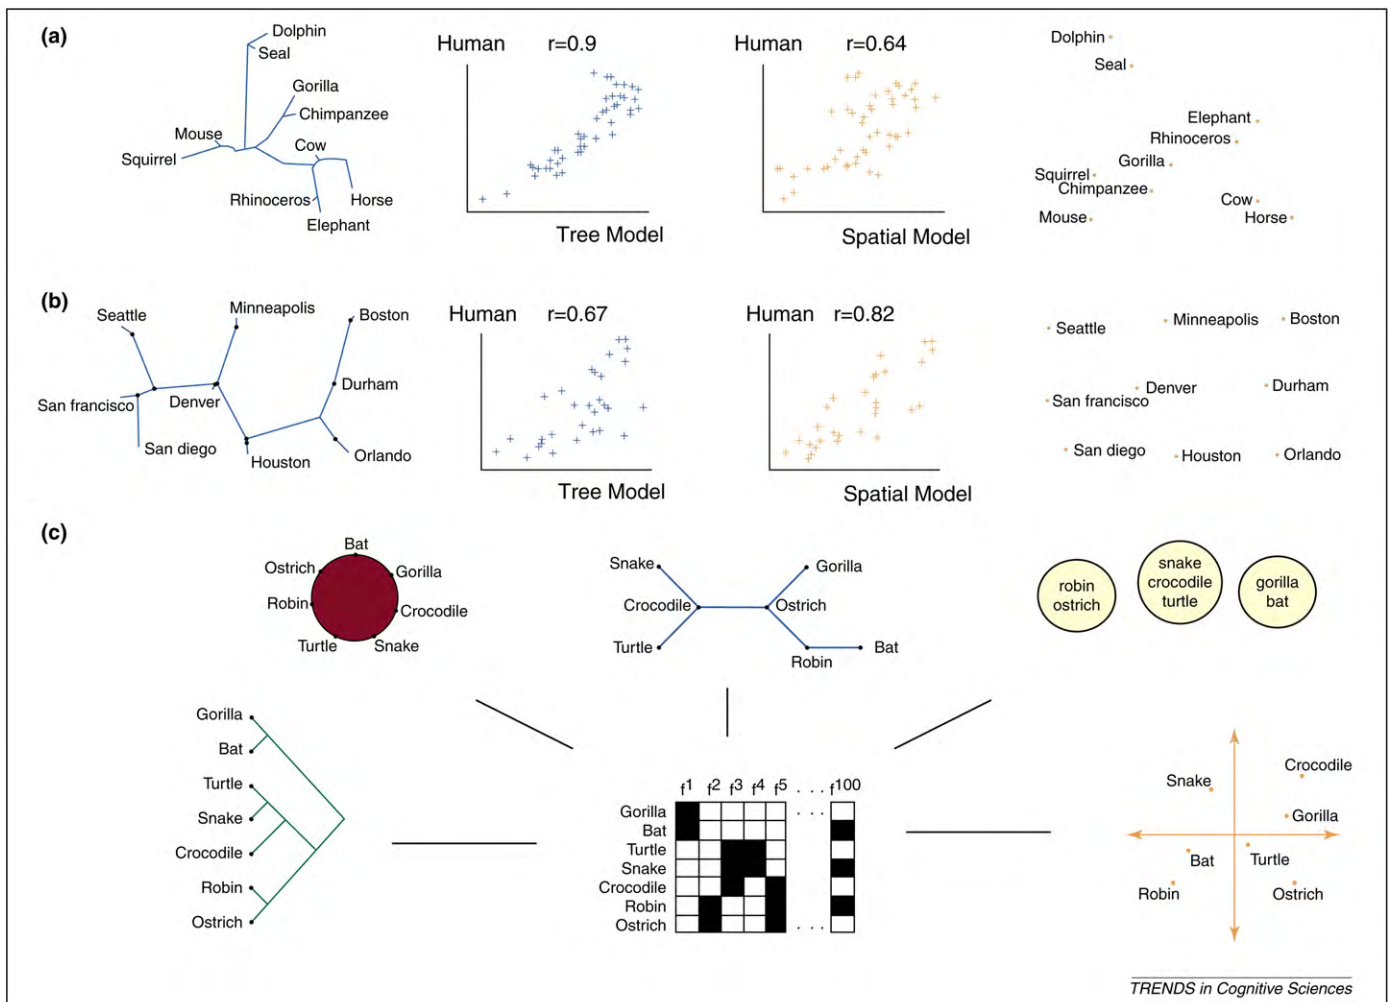 (a)
Dolphin
Seal
Gorilla
Chimpanzee
Mouse
Squirrel
Cow
Rhinoceros
Horse
Elephant
Human r=0.9
Tree Model
Human r=0.64
Spatial Model
Dolphin
Seal
Elephant
Rhinoceros
Gorilla
Squirrel
Chimpanzee
Cow
Mouse
Horse
(b)
Seattle
Minneapolis
Boston
San francisco
Denver
Durham
San diego
Houston
Orlando
Human r=0.67
Tree Model
Human r=0.82
Spatial Model
Seattle
Minneapolis
Boston
Denver
Durham
San francisco
San diego
Houston
Orlando
(c)
Bat
Ostrich
Gorilla
Robin
Crocodile
Turtle
Snake
Snake
Gorilla
Crocodile
Ostrich
Turtle
Bat
Robin
robin
ostrich
snake
crocodile
turtle
gorilla
bat
Gorilla
Bat
Turtle
Snake
Crocodile
Robin
Ostrich
f1 f2 f3 f4 f5 . . . f100
Gorilla . . .
Bat
Turtle
Snake
Crocodile
Robin
Ostrich . . .
Crocodile
Snake
Gorilla
Bat
Turtle
Robin
Ostrich
TRENDS in Cognitive Sciences